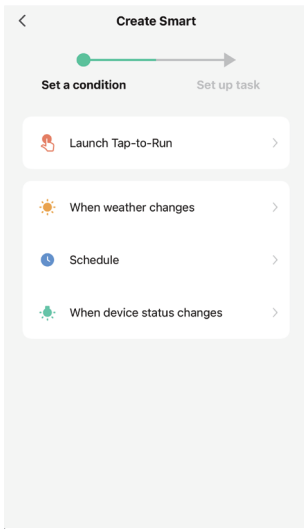 Create Smart
Set a condition Set up task
Launch Tap-to-Run
When weather changes
Schedule
When device status changes